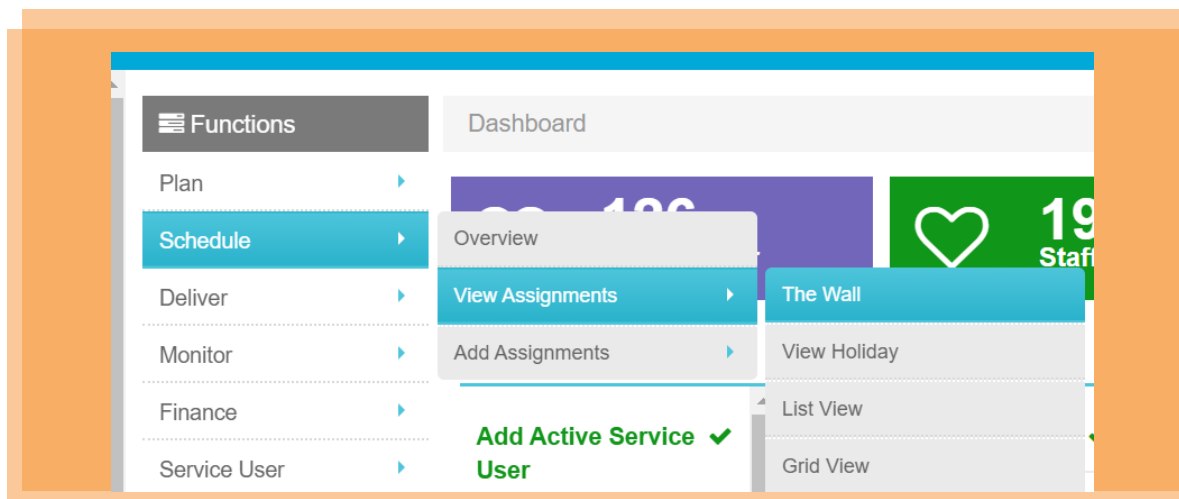 Functions
Dashboard
Plan
Schedule
Overview
19
Staff
Deliver
View Assignments
The Wall
Monitor
Add Assignments
View Holiday
Finance
List View
Add Active Service
User
Service User
Grid View